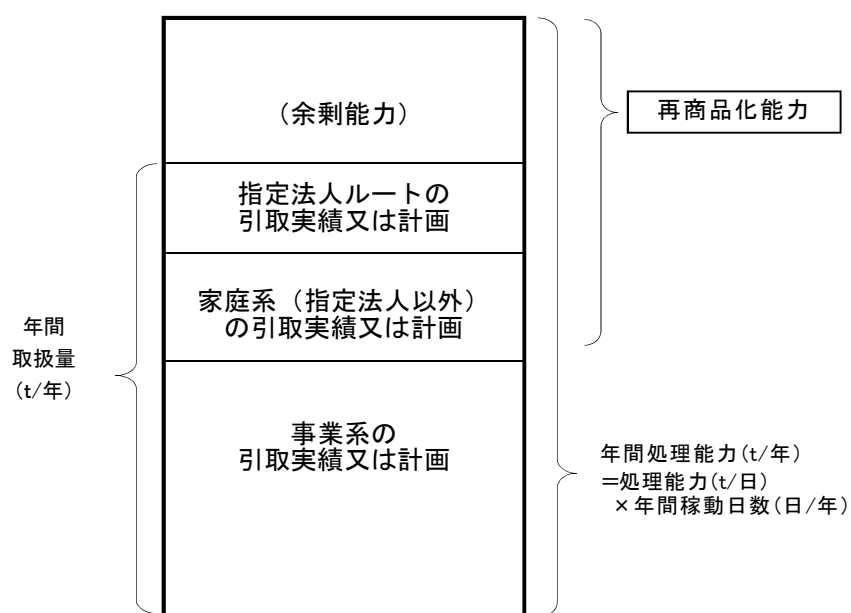 （余剰能力）
再商品化能力
指定法人ルートの
引取実績又は計画
家庭系（指定法人以外）
の引取実績又は計画
年間
取扱量
(t/年)
事業系の
引取実績又は計画
年間処理能力(t/年)
＝処理能力(t/日)
×年間稼動日数(日/年)